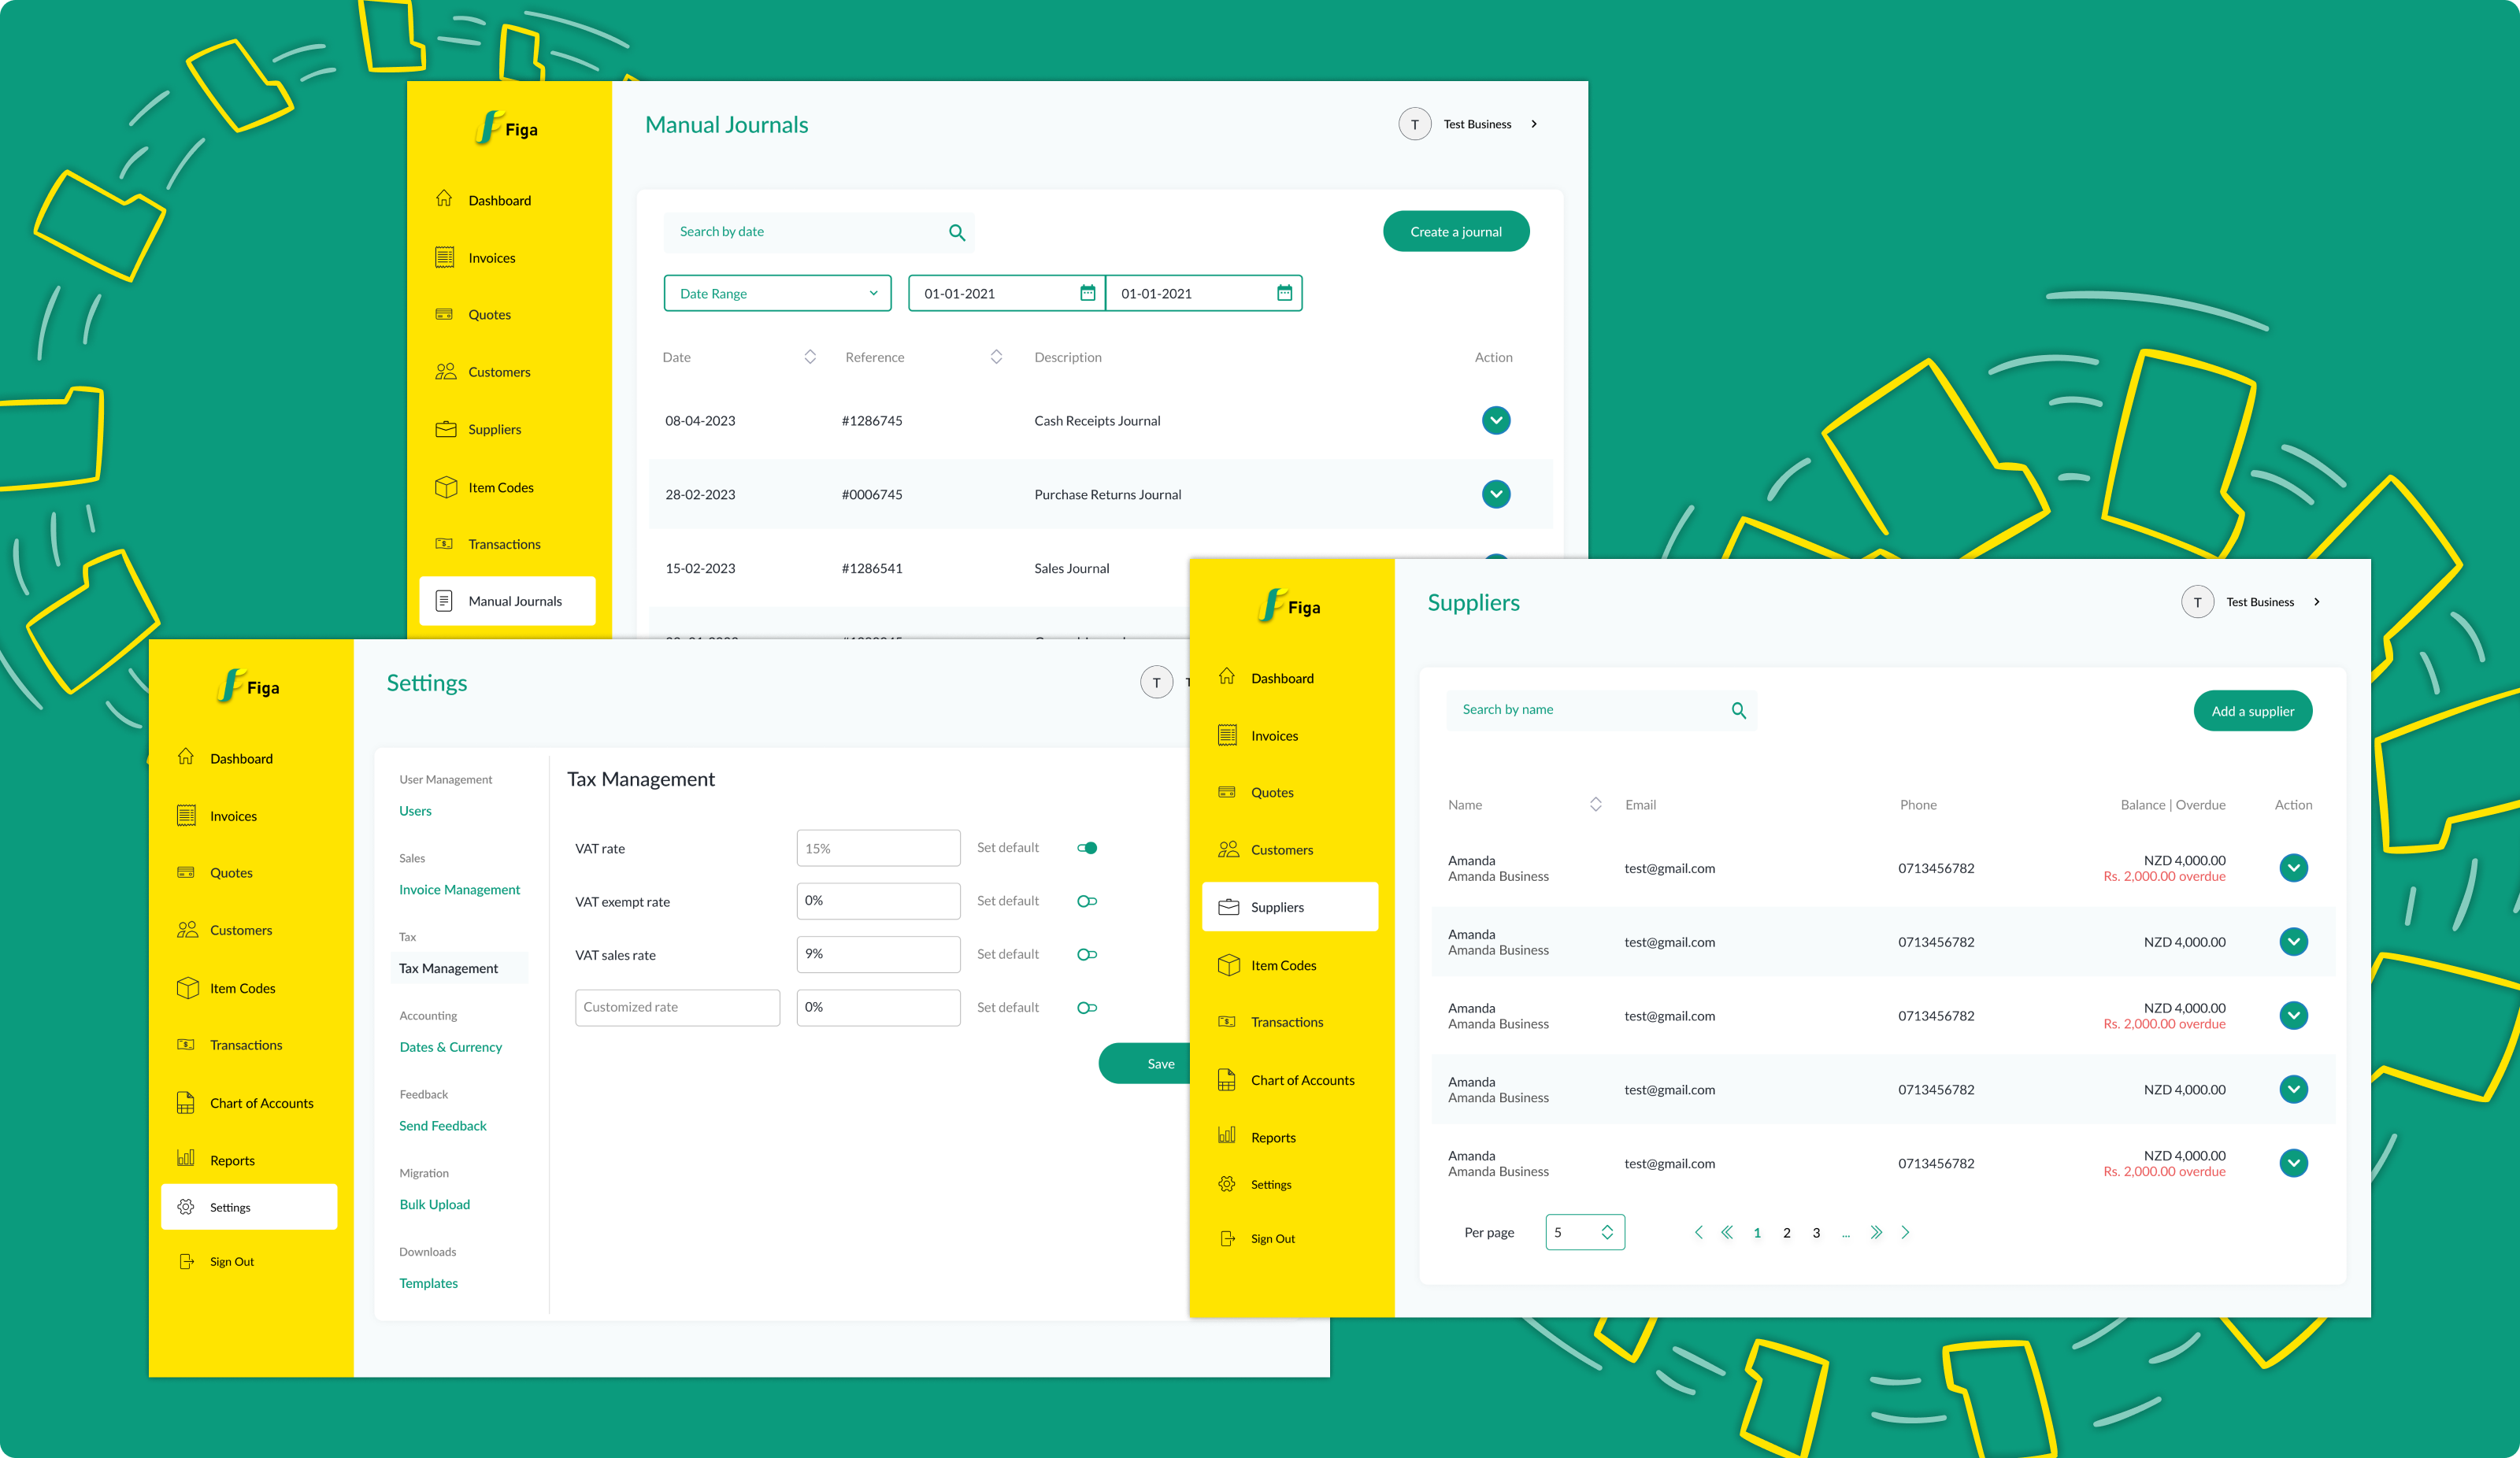 Figa
Dashboard
Invoices
Quotes
Customers
Suppliers
Item Codes
Transactions
Manual Journals
Manual Journals
T Test Business
Search by date
Create a journal
Date Range
01-01-2021
01-01-2021
Date Reference Description Action
08-04-2023 #1286745 Cash Receipts Journal
28-02-2023 #0006745 Purchase Returns Journal
15-02-2023 #1286541 Sales Journal
Figa
Dashboard
Invoices
Quotes
Customers
Item Codes
Transactions
Chart of Accounts
Reports
Settings
Sign Out
Settings
T
User Management
Users
Sales
Invoice Management
Tax
Tax Management
Accounting
Dates & Currency
Feedback
Send Feedback
Migration
Bulk Upload
Downloads
Templates
Tax Management
VAT rate 15% Set default
VAT exempt rate 0% Set default
VAT sales rate 9% Set default
Customized rate 0% Set default
Save
Figa
Dashboard
Invoices
Quotes
Customers
Suppliers
Item Codes
Transactions
Chart of Accounts
Reports
Settings
Sign Out
Suppliers
T Test Business
Search by name
Add a supplier
Name Email Phone Balance | Overdue Action
Amanda
Amanda Business
test@gmail.com
0713456782
NZD 4,000.00
Rs. 2,000.00 overdue
Amanda
Amanda Business
test@gmail.com
0713456782
NZD 4,000.00
Amanda
Amanda Business
test@gmail.com
0713456782
NZD 4,000.00
Rs. 2,000.00 overdue
Amanda
Amanda Business
test@gmail.com
0713456782
NZD 4,000.00
Amanda
Amanda Business
test@gmail.com
0713456782
NZD 4,000.00
Rs. 2,000.00 overdue
Per page 5 1 2 3 ...